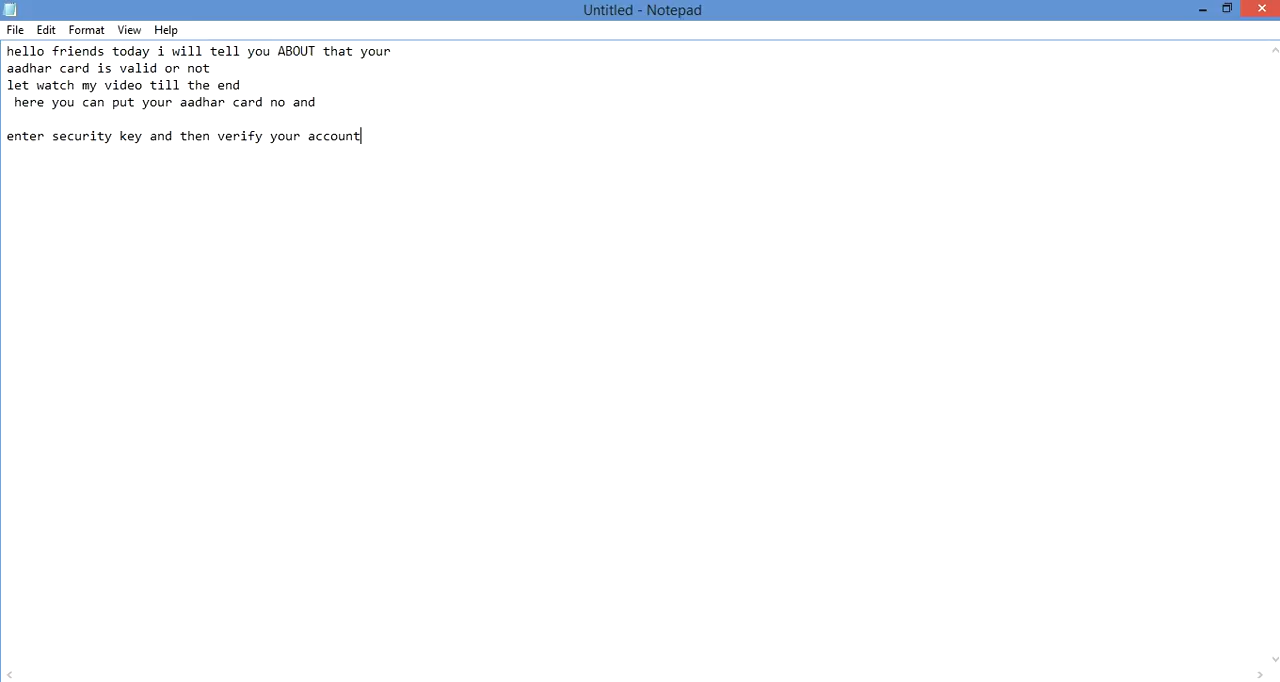 Untitled - Notepad
File Edit Format View Help
hello friends today i will tell you ABOUT that your
aadhar card is valid or not
let watch my video till the end
here you can put your aadhar card no and
enter security key and then verify your account